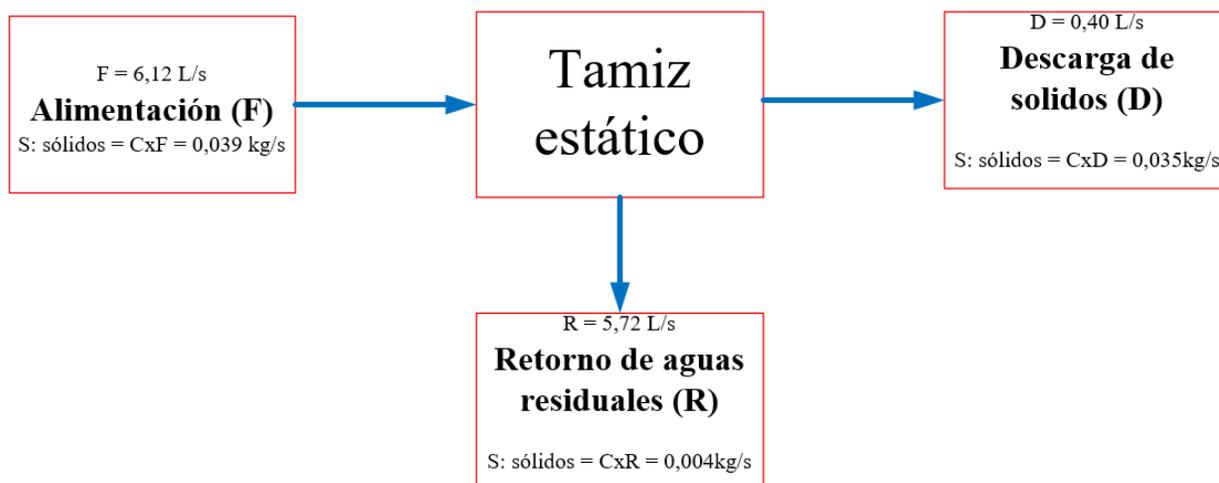 F = 6,12 L/s
Alimentación (F)
S: sólidos = CxF = 0,039 kg/s
Tamiz
estático
D = 0,40 L/s
Descarga de
solidos (D)
S: sólidos = CxD = 0,035kg/s
R = 5,72 L/s
Retorno de aguas
residuales (R)
S: sólidos = CxR = 0,004kg/s